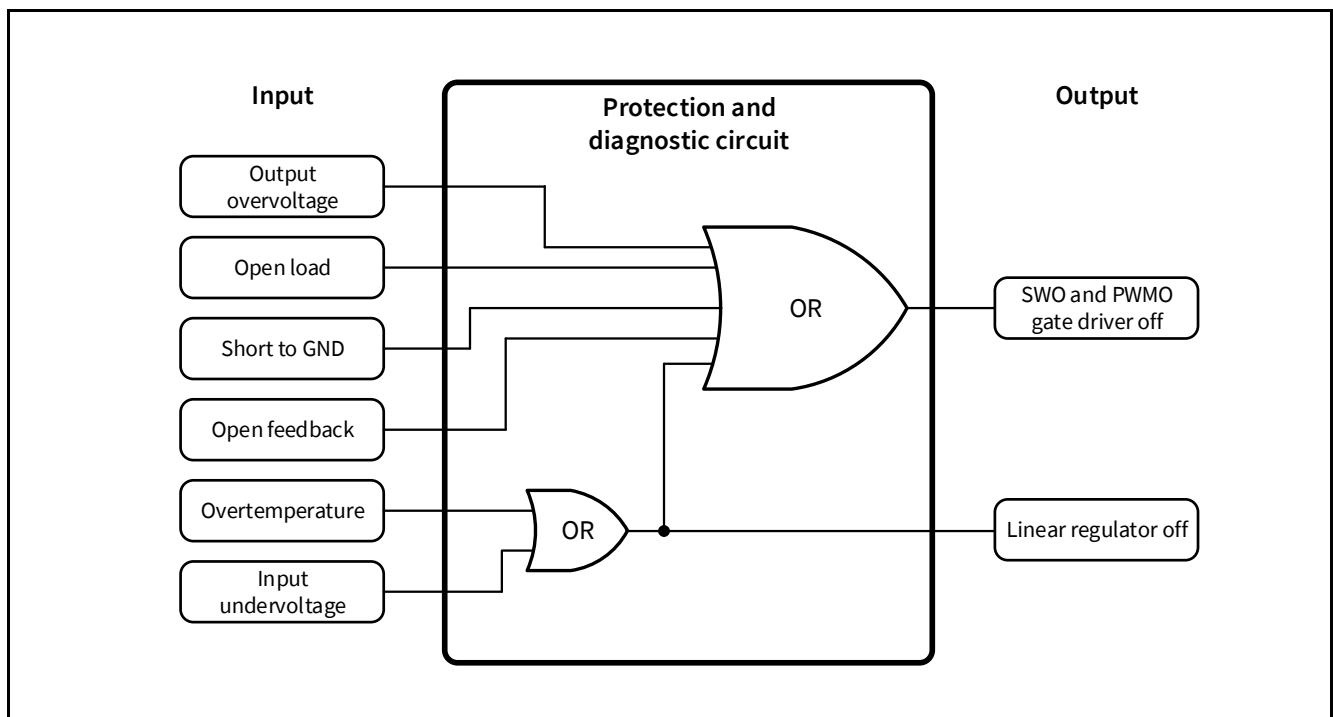 Input
Protection and
diagnostic circuit
Output
Output
overvoltage
Open load
Short to GND
Open feedback
Overtemperature
Input
undervoltage
OR
OR
SWO and PWMO
gate driver off
Linear regulator off